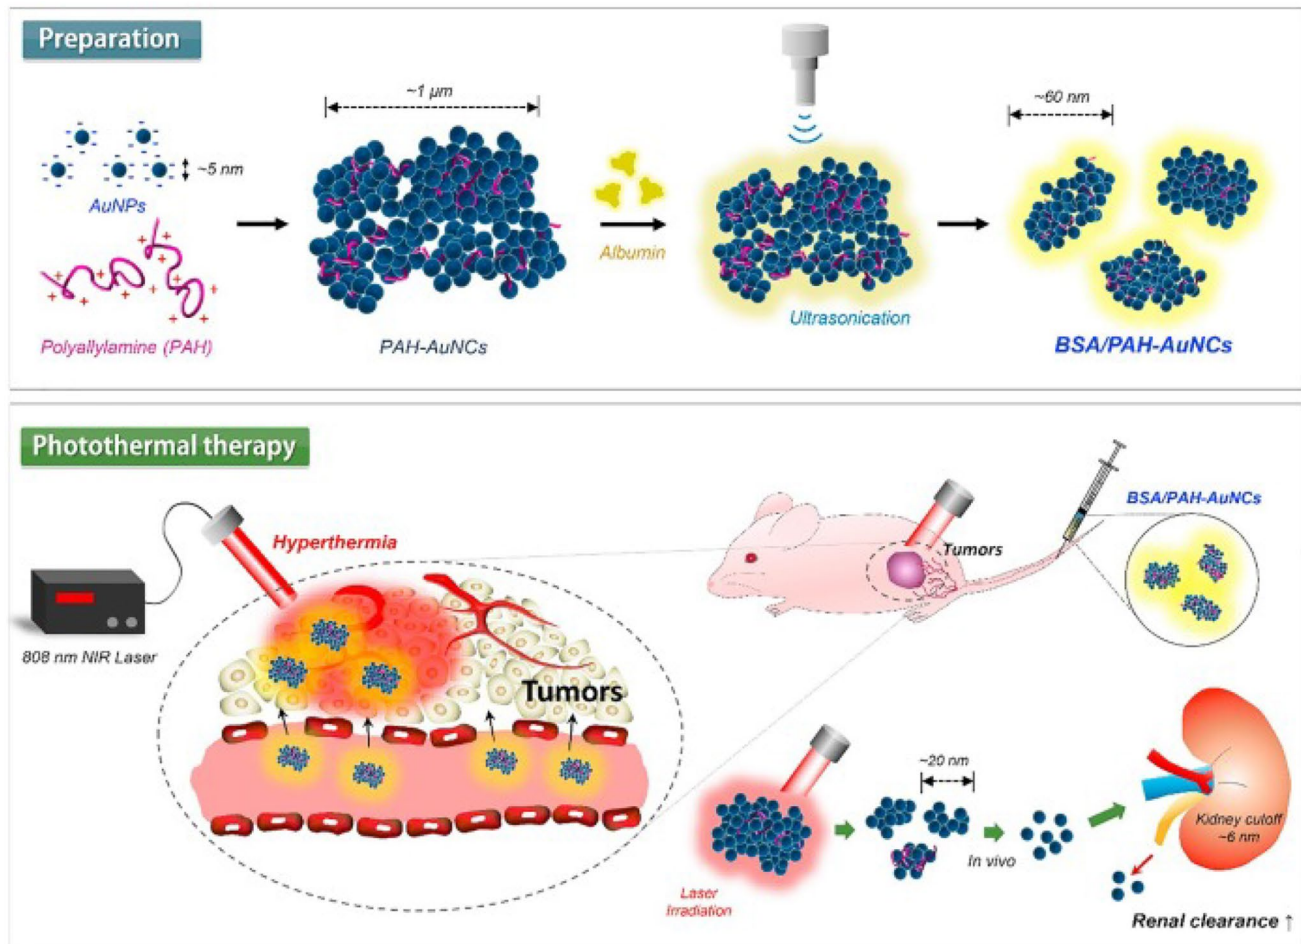 Preparation
~1 μm
~60 nm
~5 nm
AuNPs
Albumin
Ultrasonication
Polyallylamine (PAH)
PAH-AuNCs
BSA/PAH-AuNCs
Photothermal therapy
Hyperthermia
808 nm NIR Laser
Tumors
Tumors
BSA/PAH-AuNCs
~20 nm
In vivo
Laser
Irradiation
Kidney cutoff
~6 nm
Renal clearance ↑